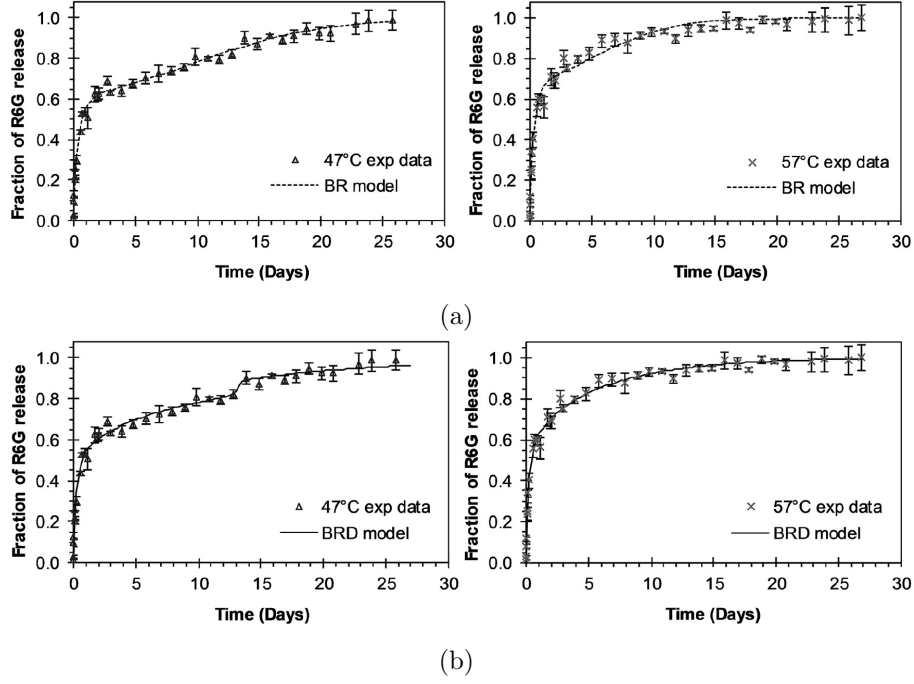 Fraction of R6G release
1.0
0.8
0.6
0.4
0.2
0.0
47°C exp data
BR model
0 5 10 15 20 25 30
Time (Days)
Fraction of R6G release
1.0
0.8
0.6
0.4
0.2
0.0
57°C exp data
BR model
0 5 10 15 20 25 30
Time (Days)
(a)
Fraction of R6G release
1.0
0.8
0.6
0.4
0.2
0.0
47°C exp data
BRD model
0 5 10 15 20 25 30
Time (Days)
Fraction of R6G release
1.0
0.8
0.6
0.4
0.2
0.0
57°C exp data
BRD model
0 5 10 15 20 25 30
Time (Days)
(b)